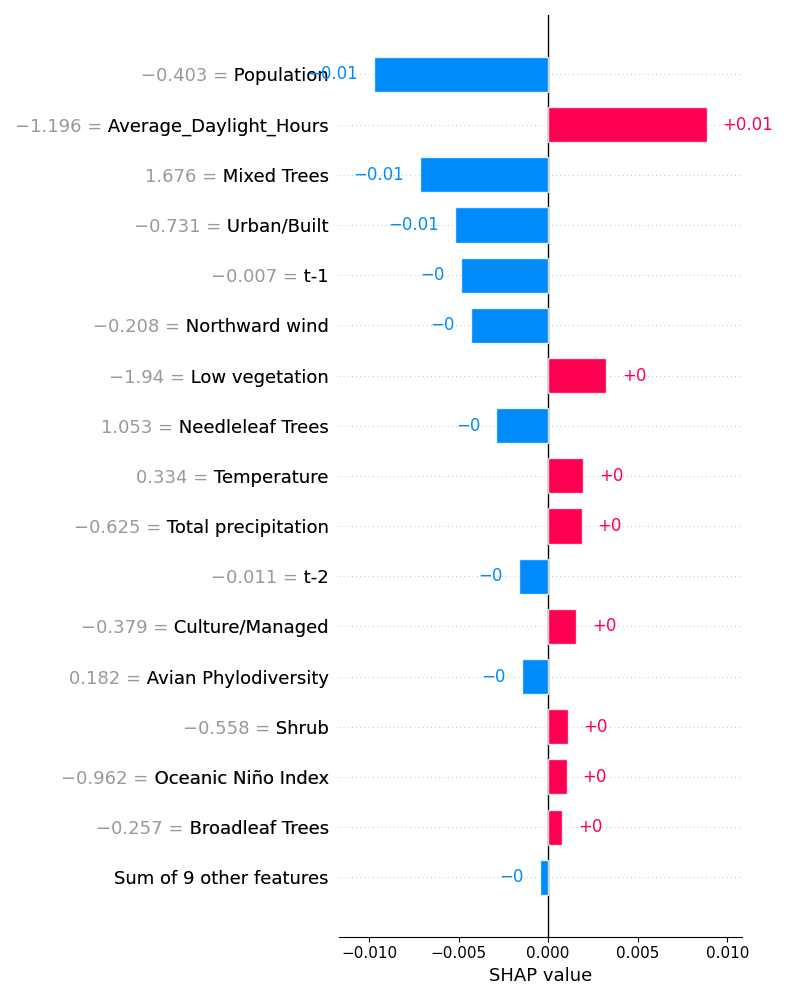 −0.403 = Population −0.01
−1.196 = Average_Daylight_Hours +0.01
1.676 = Mixed Trees −0.01
−0.731 = Urban/Built −0.01
−0.007 = t-1 −0
−0.208 = Northward wind −0
−1.94 = Low vegetation +0
1.053 = Needleleaf Trees −0
0.334 = Temperature +0
−0.625 = Total precipitation +0
−0.011 = t-2 −0
−0.379 = Culture/Managed +0
0.182 = Avian Phylodiversity −0
−0.558 = Shrub +0
−0.962 = Oceanic Niño Index +0
−0.257 = Broadleaf Trees +0
Sum of 9 other features −0
−0.010 −0.005 0.000 0.005 0.010
SHAP value